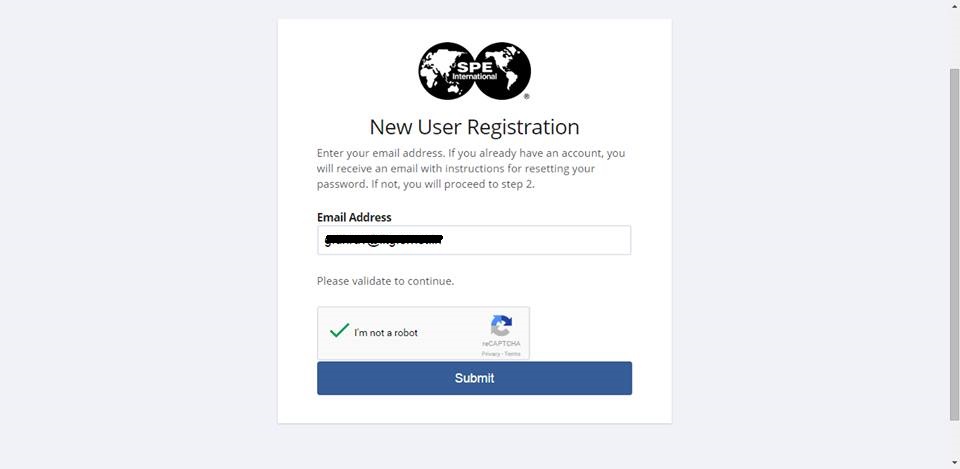 SPE
International
®
New User Registration
Enter your email address. If you already have an account, you
will receive an email with instructions for resetting your
password. If not, you will proceed to step 2.
Email Address
Please validate to continue.
I'm not a robot
reCAPTCHA
Privacy - Terms
Submit